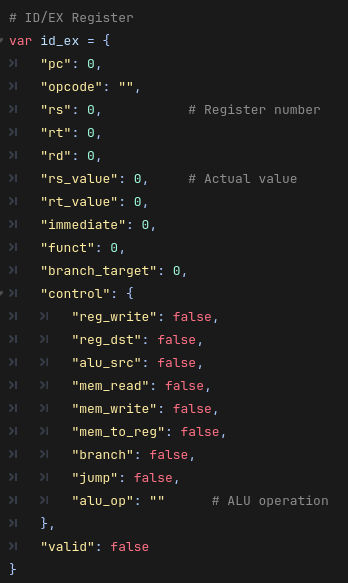 # ID/EX Register
var id_ex = {
"pc": 0,
"opcode": "",
"rs": 0, # Register number
"rt": 0,
"rd": 0,
"rs_value": 0, # Actual value
"rt_value": 0,
"immediate": 0,
"funct": 0,
"branch_target": 0,
"control": {
"reg_write": false,
"reg_dst": false,
"alu_src": false,
"mem_read": false,
"mem_write": false,
"mem_to_reg": false,
"branch": false,
"jump": false,
"alu_op": "" # ALU operation
},
"valid": false
}